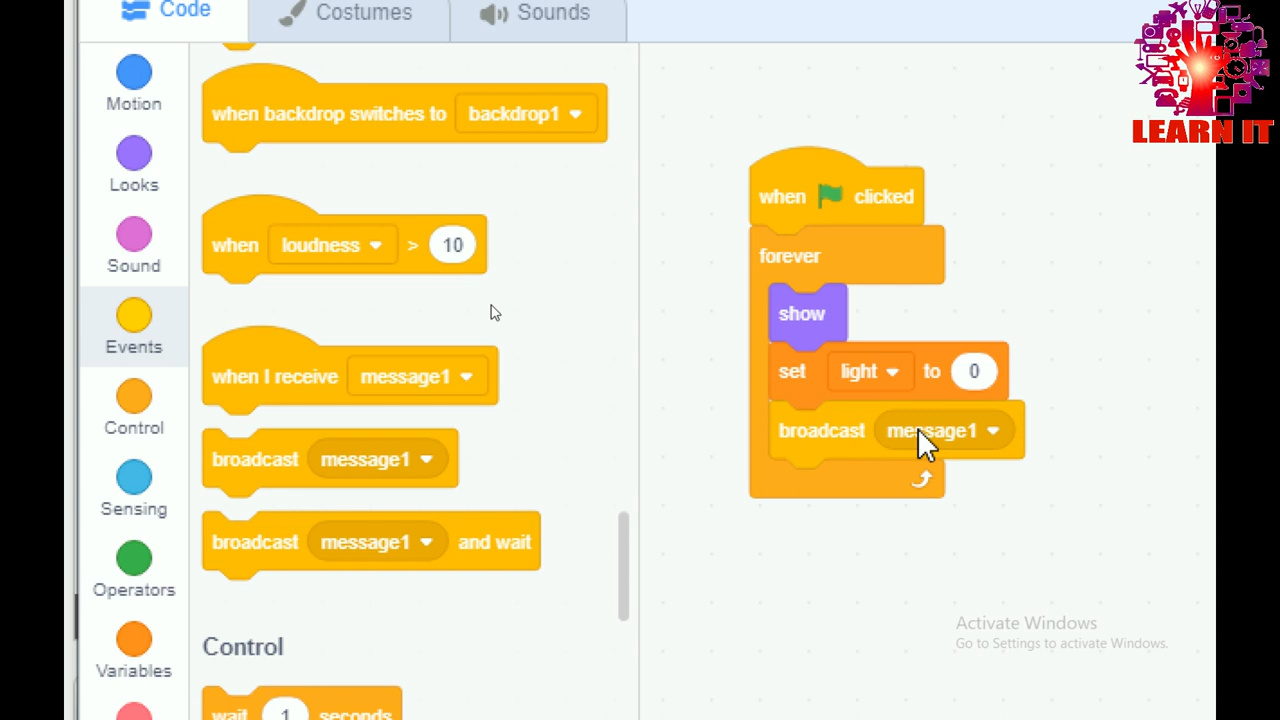 Code
Costumes
Sounds
LEARN IT
Motion
Looks
Sound
Events
Control
Sensing
Operators
Variables
when backdrop switches to backdrop1
when loudness > 10
when I receive message1
broadcast message1
broadcast message1 and wait
Control
wait 1 seconds
when clicked
forever
show
set light to 0
broadcast message1
Activate Windows
Go to Settings to activate Windows.